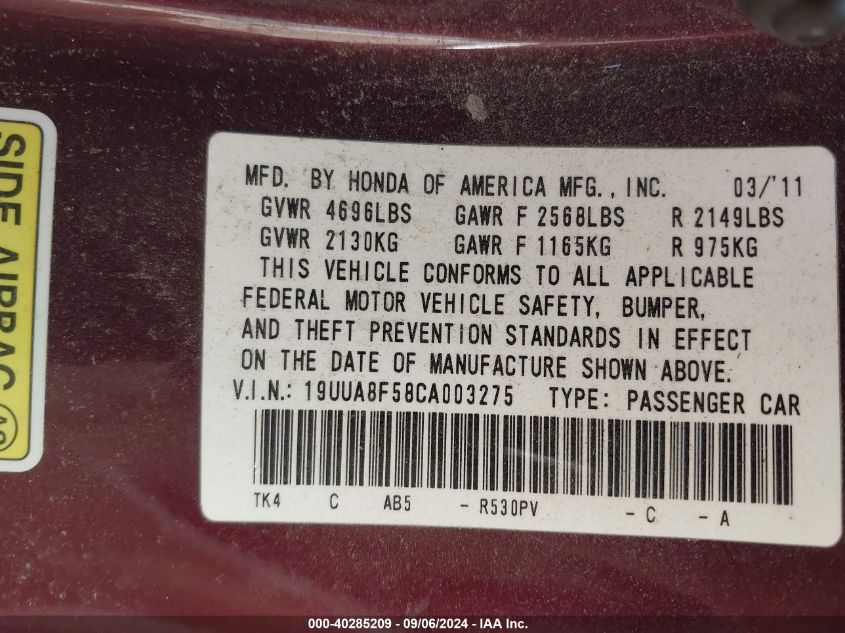 SIDE AIRBAG
MFD. BY HONDA OF AMERICA MFG., INC. 03/'11
GVWR 4696LBS GAWR F 2568LBS R 2149LBS
GVWR 2130KG GAWR F 1165KG R 975KG
THIS VEHICLE CONFORMS TO ALL APPLICABLE
FEDERAL MOTOR VEHICLE SAFETY, BUMPER,
AND THEFT PREVENTION STANDARDS IN EFFECT
ON THE DATE OF MANUFACTURE SHOWN ABOVE.
V.I.N.: 19UUA8F58CA003275 TYPE: PASSENGER CAR
TK4 C AB5 - R530PV - C - A
000-40285209 - 09/06/2024 - IAA Inc.